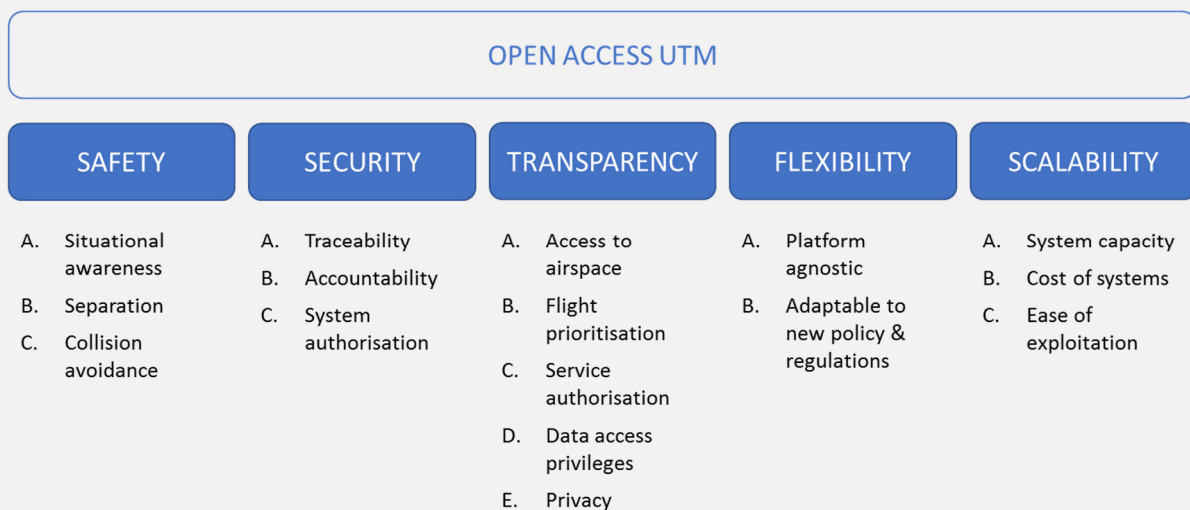 OPEN ACCESS UTM
SAFETY
A. Situational
awareness
B. Separation
C. Collision
avoidance
SECURITY
A. Traceability
B. Accountability
C. System
authorisation
TRANSPARENCY
A. Access to
airspace
B. Flight
prioritisation
C. Service
authorisation
D. Data access
privileges
E. Privacy
FLEXIBILITY
A. Platform
agnostic
B. Adaptable to
new policy &
regulations
SCALABILITY
A. System capacity
B. Cost of systems
C. Ease of
exploitation